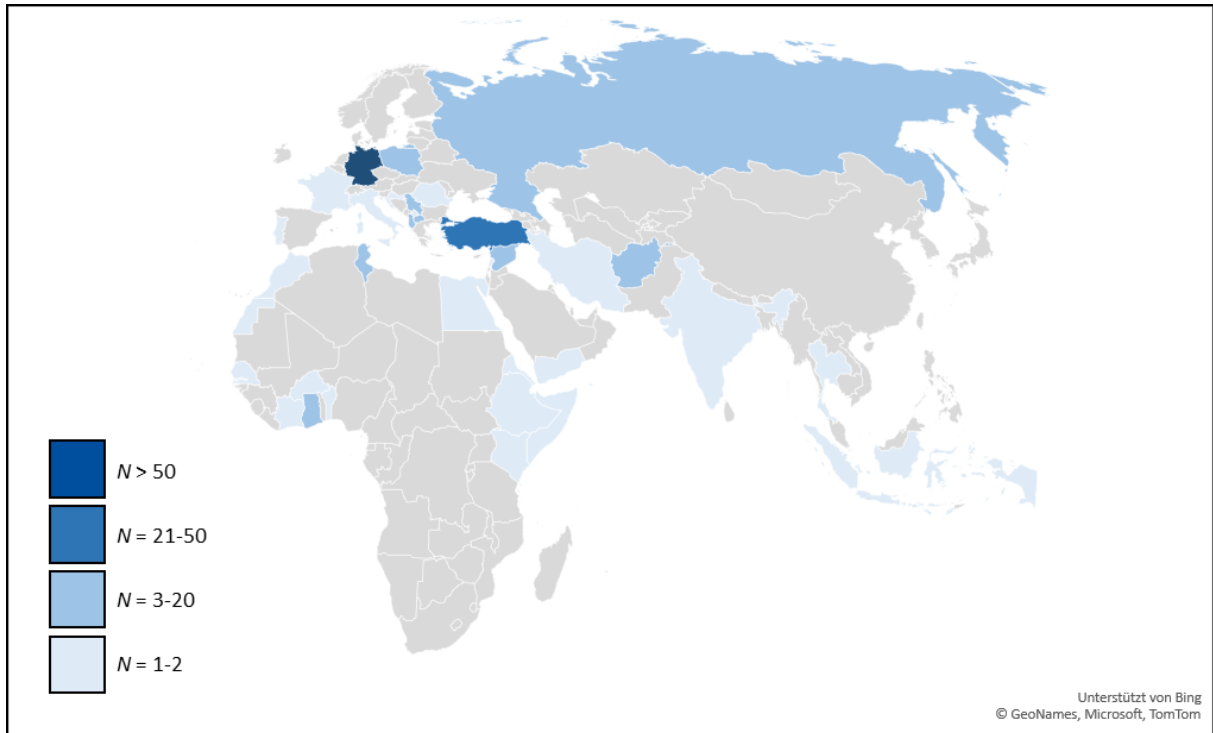 N > 50
N = 21-50
N = 3-20
N = 1-2
Unterstützt von Bing
© GeoNames, Microsoft, TomTom